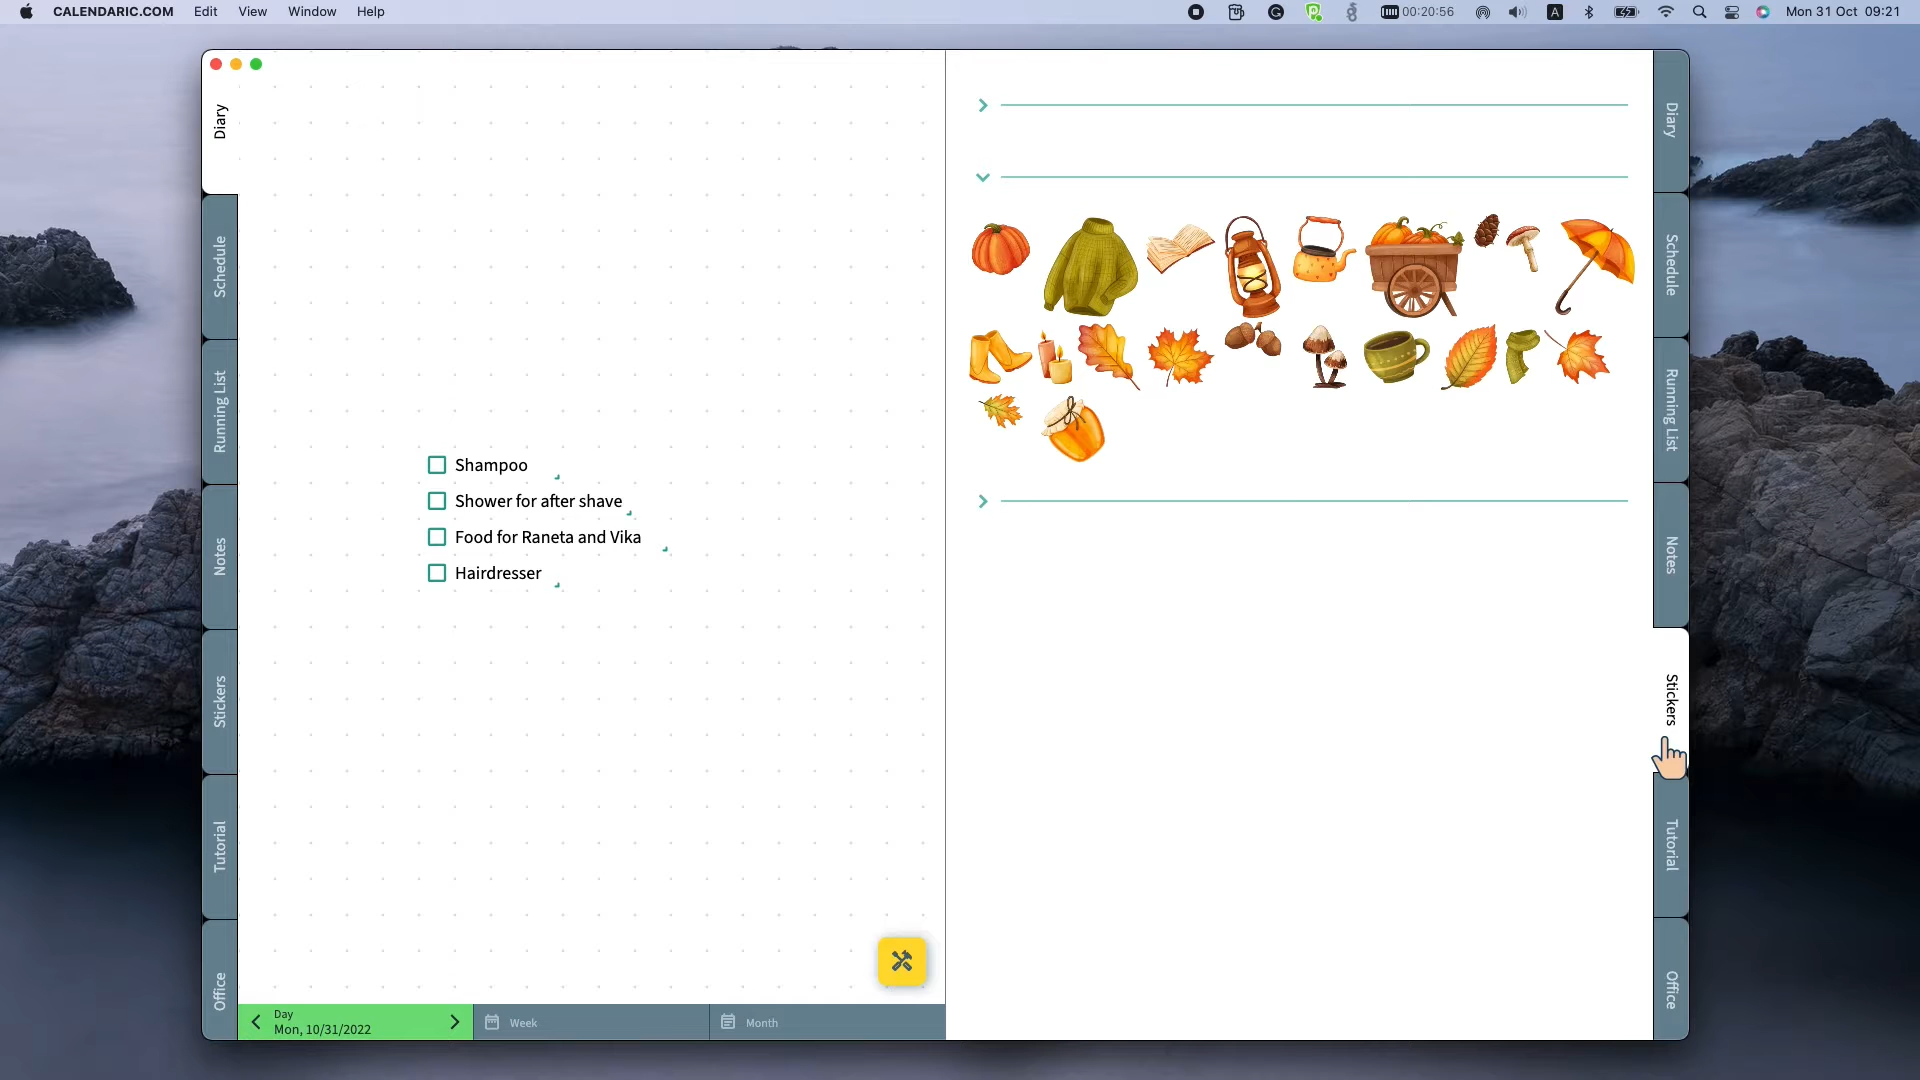 CALENDARIC.COM Edit View Window Help
00:20:56 A Mon 31 Oct 09:21
Diary
Schedule
Running List
Notes
Stickers
Tutorial
Office
Shampoo
Shower for after shave
Food for Raneta and Vika
Hairdresser
Day
Mon, 10/31/2022
Week
Month
Diary
Schedule
Running List
Notes
Stickers
Tutorial
Office